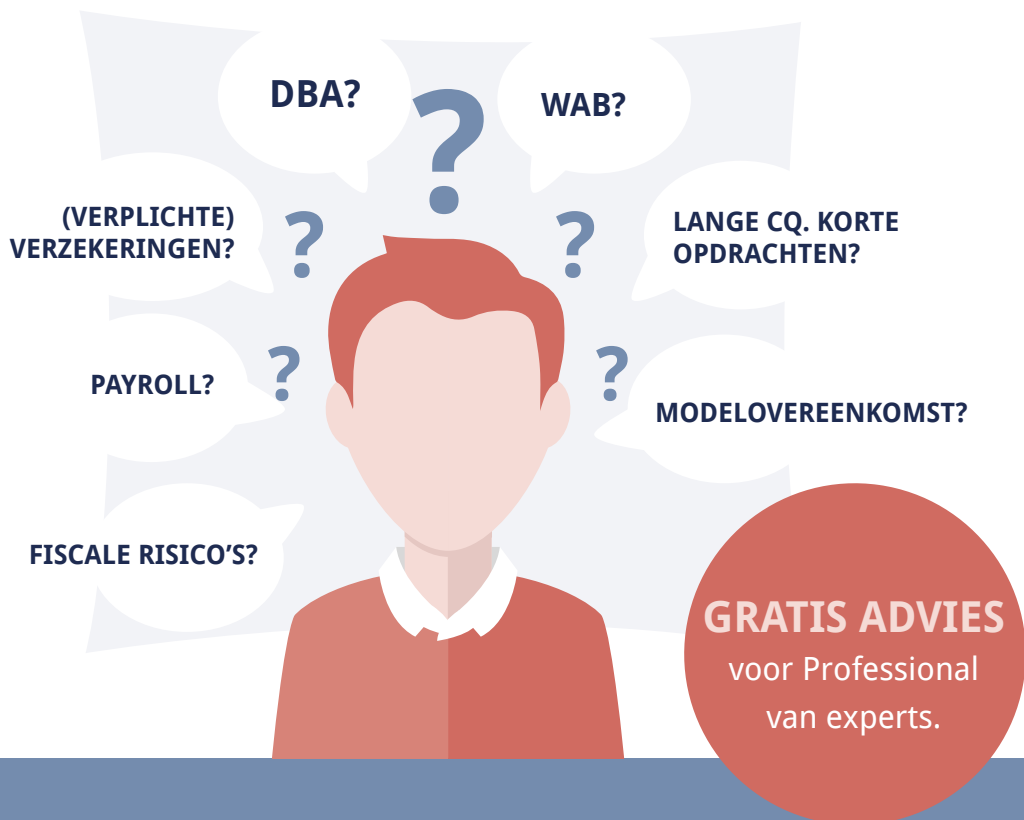 DBA?
?
WAB?
(VERPLICHTE)
VERZEKERINGEN?
?
?
LANGE CQ. KORTE
OPDRACHTEN?
PAYROLL?
?
?
MODELOVEREENKOMST?
FISCALE RISICO’S?
GRATIS ADVIES
voor Professional
van experts.